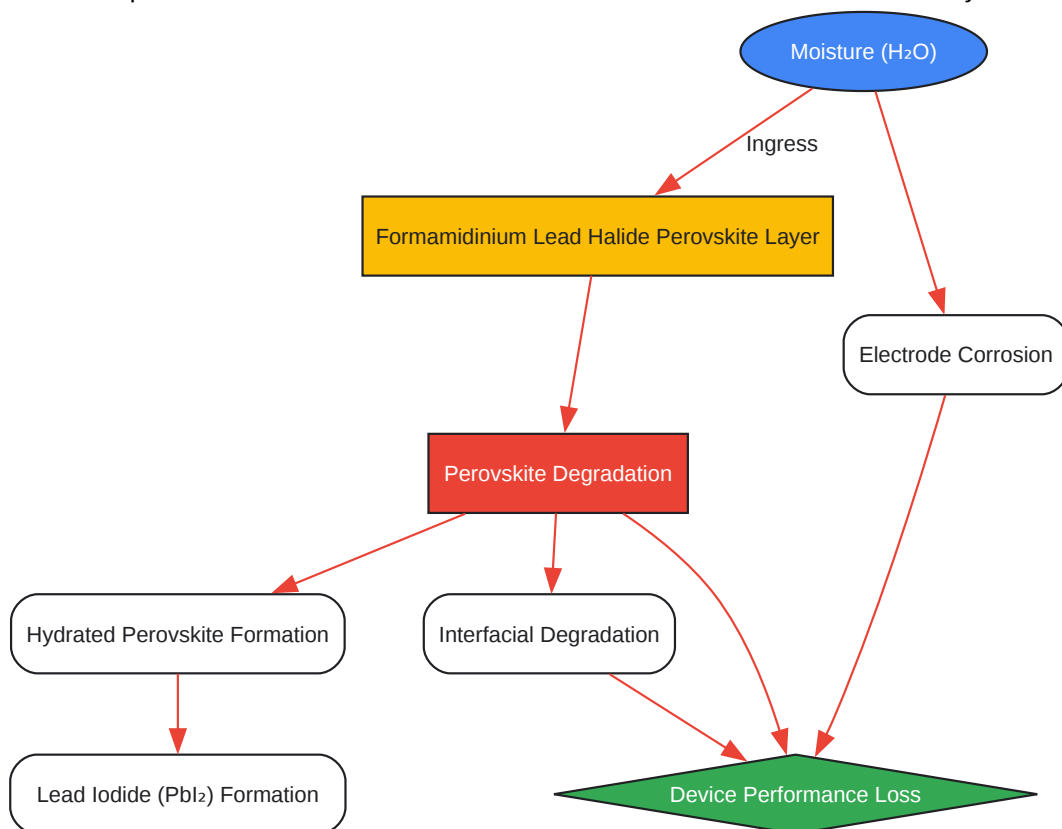 Moisture (H₂O)
Ingress
Formamidinium Lead Halide Perovskite Layer
Electrode Corrosion
Perovskite Degradation
Hydrated Perovskite Formation
Interfacial Degradation
Lead Iodide (PbI₂) Formation
Device Performance Loss